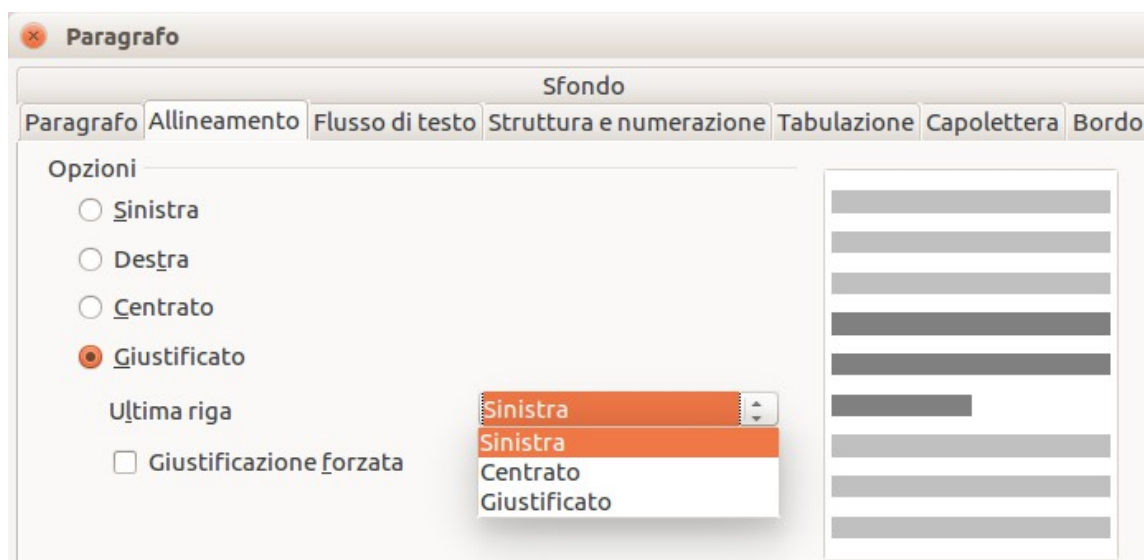 Paragrafo
Sfondo
Paragrafo Allineamento Flusso di testo Struttura e numerazione Tabulazione Capolettera Bordo
Opzioni
Sinistra
Destra
Centrato
Giustificato
Ultima riga Sinistra
Sinistra
Giustificazione forzata
Centrato
Giustificato